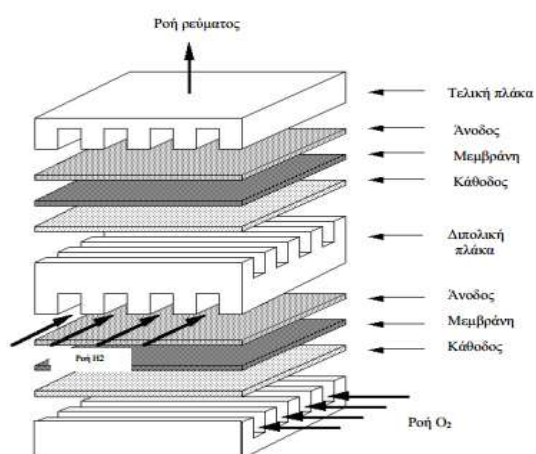 Ροή ρεύματος
Τελική πλάκα
Άνοδος
Μεμβράνη
Κάθοδος
Διπολική
πλάκα
Άνοδος
Μεμβράνη
Κάθοδος
Ροή H2
Ροή O₂